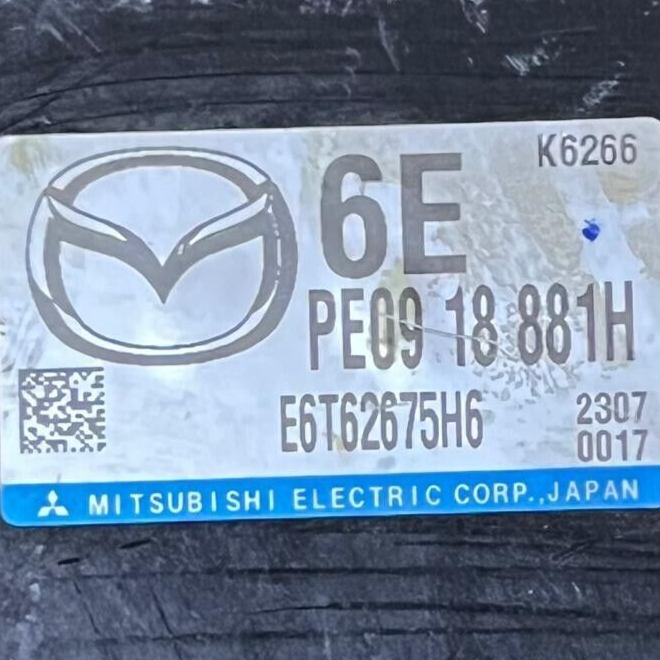 K6266
6E
PE09 18 881H
E6T62675H6
2307
0017
MITSUBISHI ELECTRIC CORP.,JAPAN